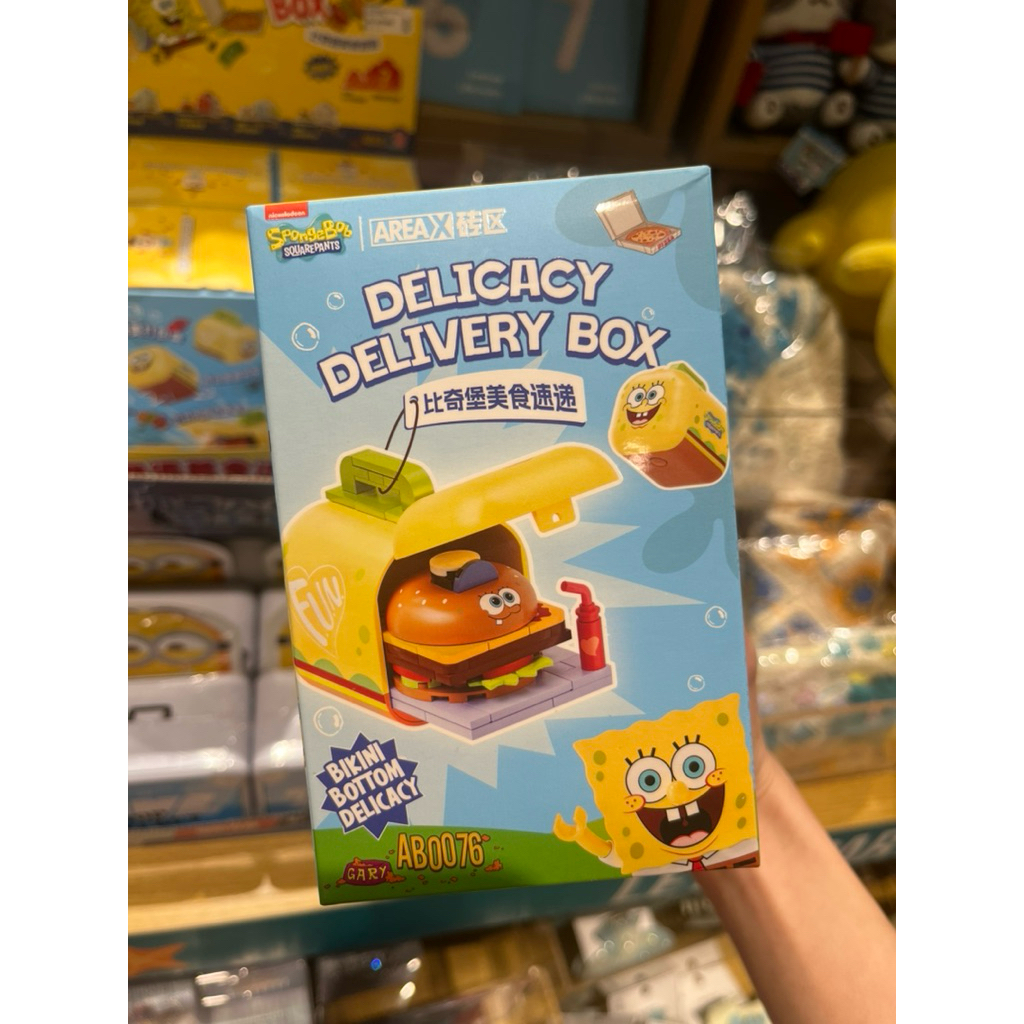 BOX
nickelodeon
SpongeBob
SQUAREPANTS
AREA X 砖区
DELICACY
DELIVERY BOX
比奇堡美食速递
F.U.N
BIKINI
BOTTOM
DELICACY
AB0076
GARY